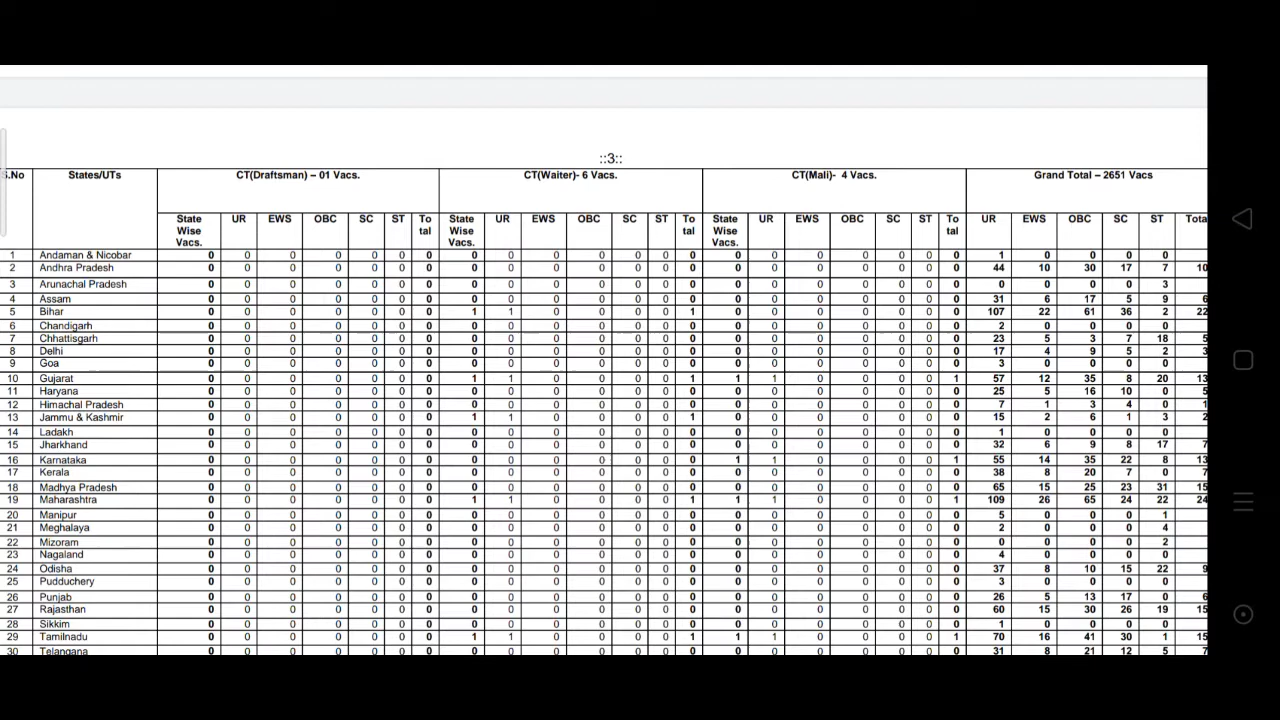 ::3::
S.No States/UTs CT(Draftsman) – 01 Vacs. CT(Waiter)- 6 Vacs. CT(Mali)- 4 Vacs. Grand Total – 2651 Vacs
State Wise Vacs. UR EWS OBC SC ST To tal State Wise Vacs. UR EWS OBC SC ST To tal State Wise Vacs. UR EWS OBC SC ST To tal UR EWS OBC SC ST Total
1 Andaman & Nicobar 0 0 0 0 0 0 0 0 0 0 0 0 0 0 0 0 0 0 0 0 0 1 0 0 0 0
2 Andhra Pradesh 0 0 0 0 0 0 0 0 0 0 0 0 0 0 0 0 0 0 0 0 0 44 10 30 17 7 10
3 Arunachal Pradesh 0 0 0 0 0 0 0 0 0 0 0 0 0 0 0 0 0 0 0 0 0 0 0 0 0 3
4 Assam 0 0 0 0 0 0 0 0 0 0 0 0 0 0 0 0 0 0 0 0 0 31 6 17 5 9 6
5 Bihar 0 0 0 0 0 0 0 1 1 0 0 0 0 1 0 0 0 0 0 0 0 107 22 61 36 2 22
6 Chandigarh 0 0 0 0 0 0 0 0 0 0 0 0 0 0 0 0 0 0 0 0 0 2 0 0 0 0
7 Chhattisgarh 0 0 0 0 0 0 0 0 0 0 0 0 0 0 0 0 0 0 0 0 0 23 5 3 7 18 5
8 Delhi 0 0 0 0 0 0 0 0 0 0 0 0 0 0 0 0 0 0 0 0 0 17 4 9 5 2 3
9 Goa 0 0 0 0 0 0 0 0 0 0 0 0 0 0 0 0 0 0 0 0 0 3 0 0 0 0
10 Gujarat 0 0 0 0 0 0 0 1 1 0 0 0 0 1 1 1 0 0 0 0 1 57 12 35 8 20 13
11 Haryana 0 0 0 0 0 0 0 0 0 0 0 0 0 0 0 0 0 0 0 0 0 25 5 16 10 0 5
12 Himachal Pradesh 0 0 0 0 0 0 0 0 0 0 0 0 0 0 0 0 0 0 0 0 0 7 1 3 4 0 1
13 Jammu & Kashmir 0 0 0 0 0 0 0 1 1 0 0 0 0 1 0 0 0 0 0 0 0 15 2 6 1 3 2
14 Ladakh 0 0 0 0 0 0 0 0 0 0 0 0 0 0 0 0 0 0 0 0 0 1 0 0 0 0
15 Jharkhand 0 0 0 0 0 0 0 0 0 0 0 0 0 0 0 0 0 0 0 0 0 32 6 9 8 17 7
16 Karnataka 0 0 0 0 0 0 0 0 0 0 0 0 0 0 1 1 0 0 0 0 1 55 14 35 22 8 13
17 Kerala 0 0 0 0 0 0 0 0 0 0 0 0 0 0 0 0 0 0 0 0 0 38 8 20 7 0 7
18 Madhya Pradesh 0 0 0 0 0 0 0 0 0 0 0 0 0 0 0 0 0 0 0 0 0 65 15 25 23 31 15
19 Maharashtra 0 0 0 0 0 0 0 1 1 0 0 0 0 1 1 1 0 0 0 0 1 109 26 65 24 22 24
20 Manipur 0 0 0 0 0 0 0 0 0 0 0 0 0 0 0 0 0 0 0 0 0 5 0 0 0 1
21 Meghalaya 0 0 0 0 0 0 0 0 0 0 0 0 0 0 0 0 0 0 0 0 0 2 0 0 0 4
22 Mizoram 0 0 0 0 0 0 0 0 0 0 0 0 0 0 0 0 0 0 0 0 0 0 0 0 0 2
23 Nagaland 0 0 0 0 0 0 0 0 0 0 0 0 0 0 0 0 0 0 0 0 0 4 0 0 0 0
24 Odisha 0 0 0 0 0 0 0 0 0 0 0 0 0 0 0 0 0 0 0 0 0 37 8 10 15 22 9
25 Pudduchery 0 0 0 0 0 0 0 0 0 0 0 0 0 0 0 0 0 0 0 0 0 3 0 0 0 0
26 Punjab 0 0 0 0 0 0 0 0 0 0 0 0 0 0 0 0 0 0 0 0 0 26 5 13 17 0 6
27 Rajasthan 0 0 0 0 0 0 0 0 0 0 0 0 0 0 0 0 0 0 0 0 0 60 15 30 26 19 15
28 Sikkim 0 0 0 0 0 0 0 0 0 0 0 0 0 0 0 0 0 0 0 0 0 1 0 0 0 0
29 Tamilnadu 0 0 0 0 0 0 0 1 1 0 0 0 0 1 1 1 0 0 0 0 1 70 16 41 30 1 15
30 Telangana 0 0 0 0 0 0 0 0 0 0 0 0 0 0 0 0 0 0 0 0 0 31 8 21 12 5 7